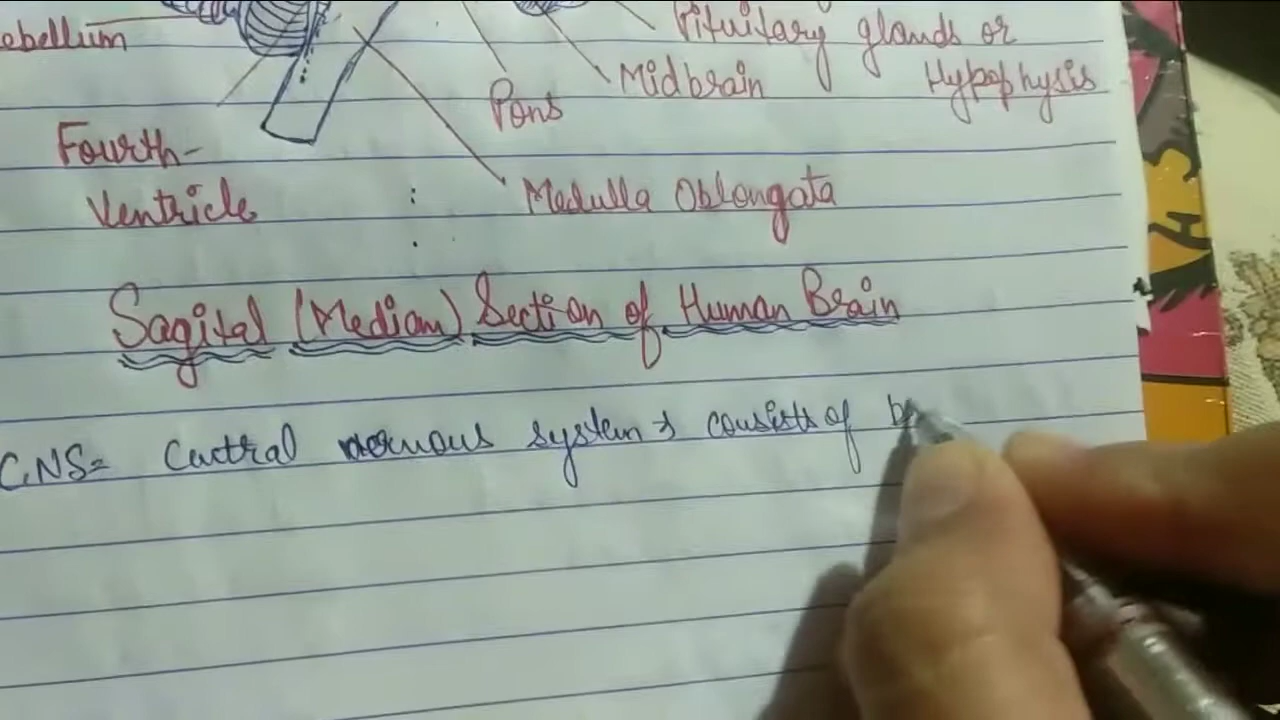 ebellum
Pituitary glands or
Hypophysis
Midbrain
Pons
Fourth-
Ventricle
Medulla Oblongata
Sagital (Median) Section of Human Brain
CNS= Central nervous system consists of